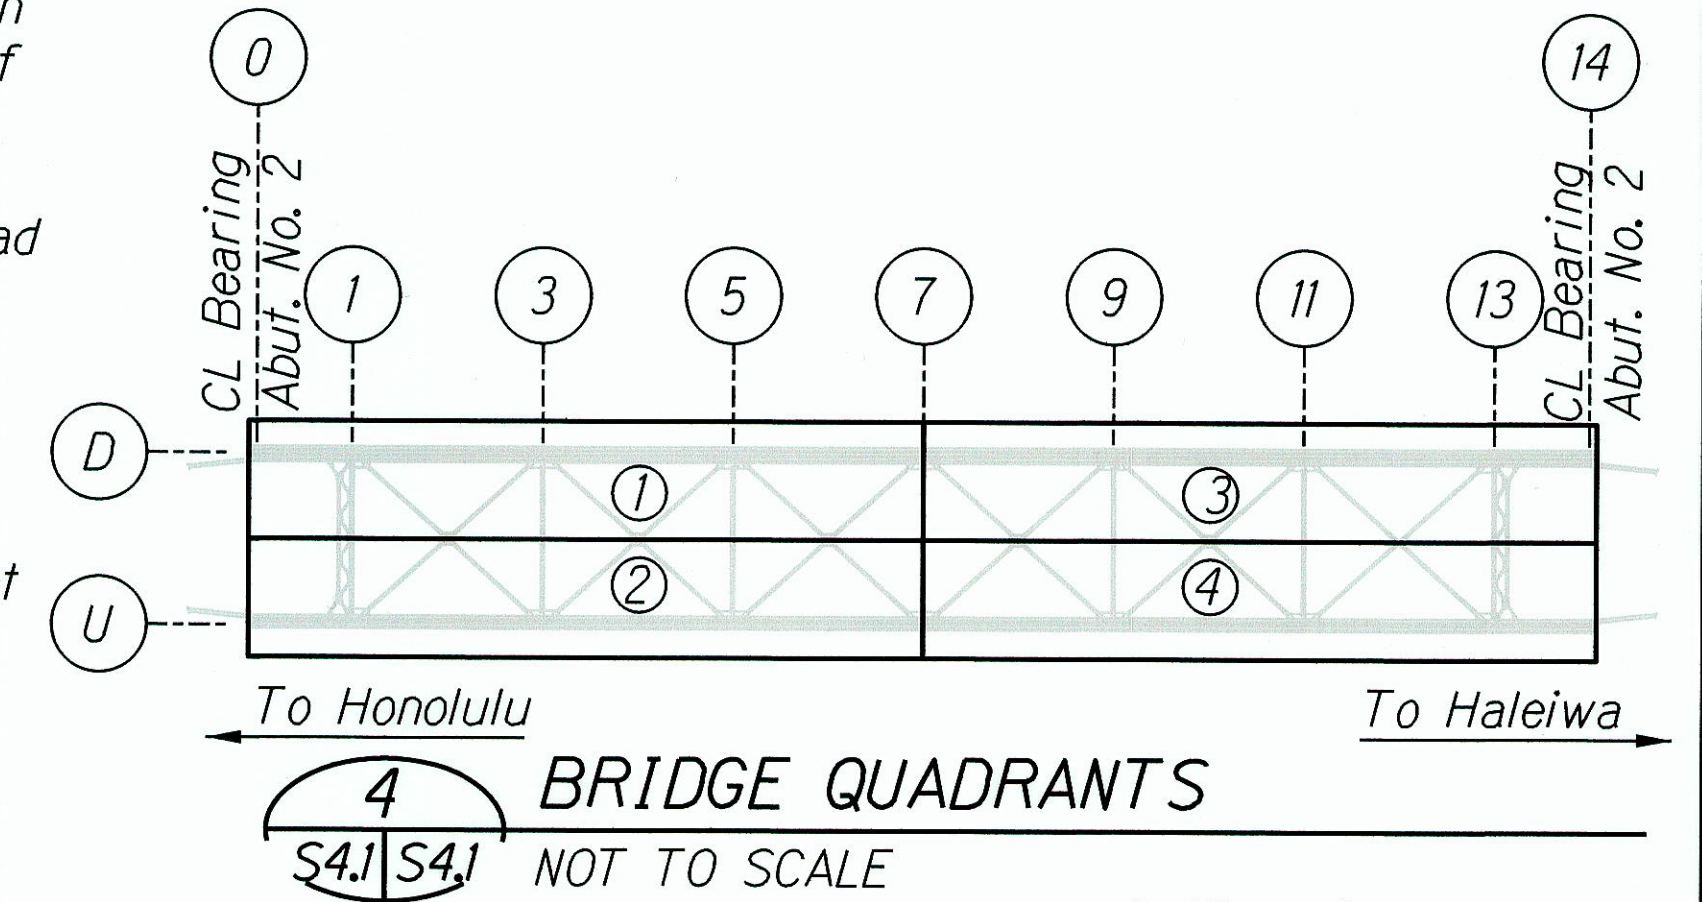 n
f
ad
t
0
14
CL Bearing
Abut. No. 2
CL Bearing
Abut. No. 2
1
3
5
7
9
11
13
D
U
1
3
2
4
To Honolulu
To Haleiwa
4
S4.1 S4.1
BRIDGE QUADRANTS
NOT TO SCALE